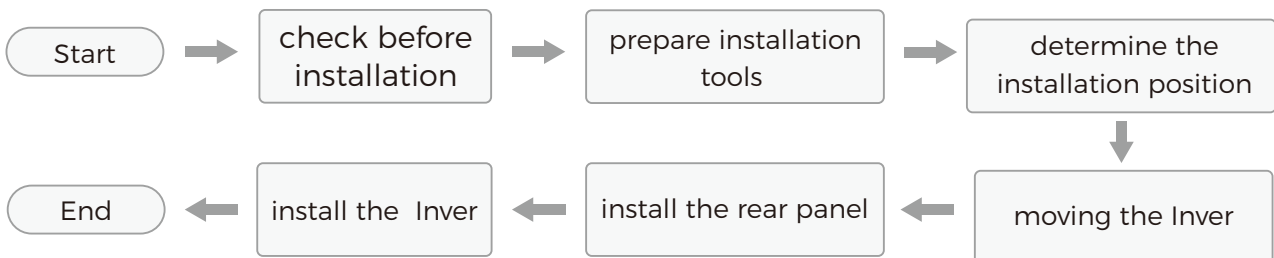 Start
check before
installation
prepare installation
tools
determine the
installation position
moving the Inver
install the rear panel
install the  Inver
End